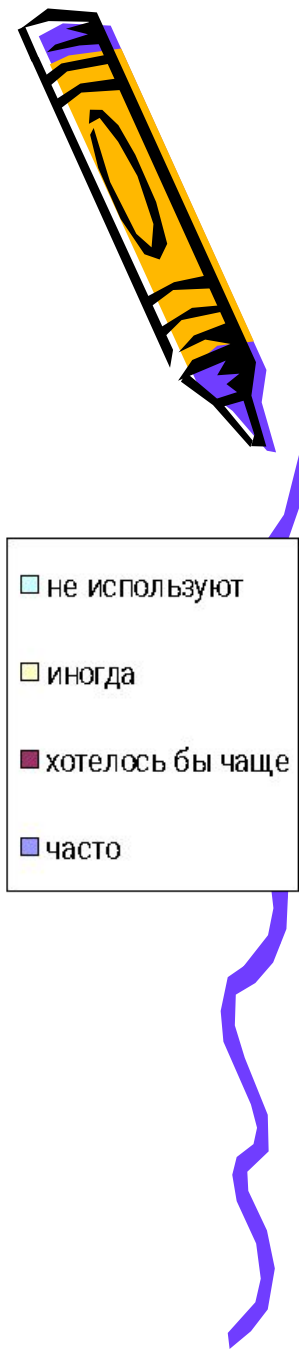 не используют
иногда
хотелось бы чаще
часто